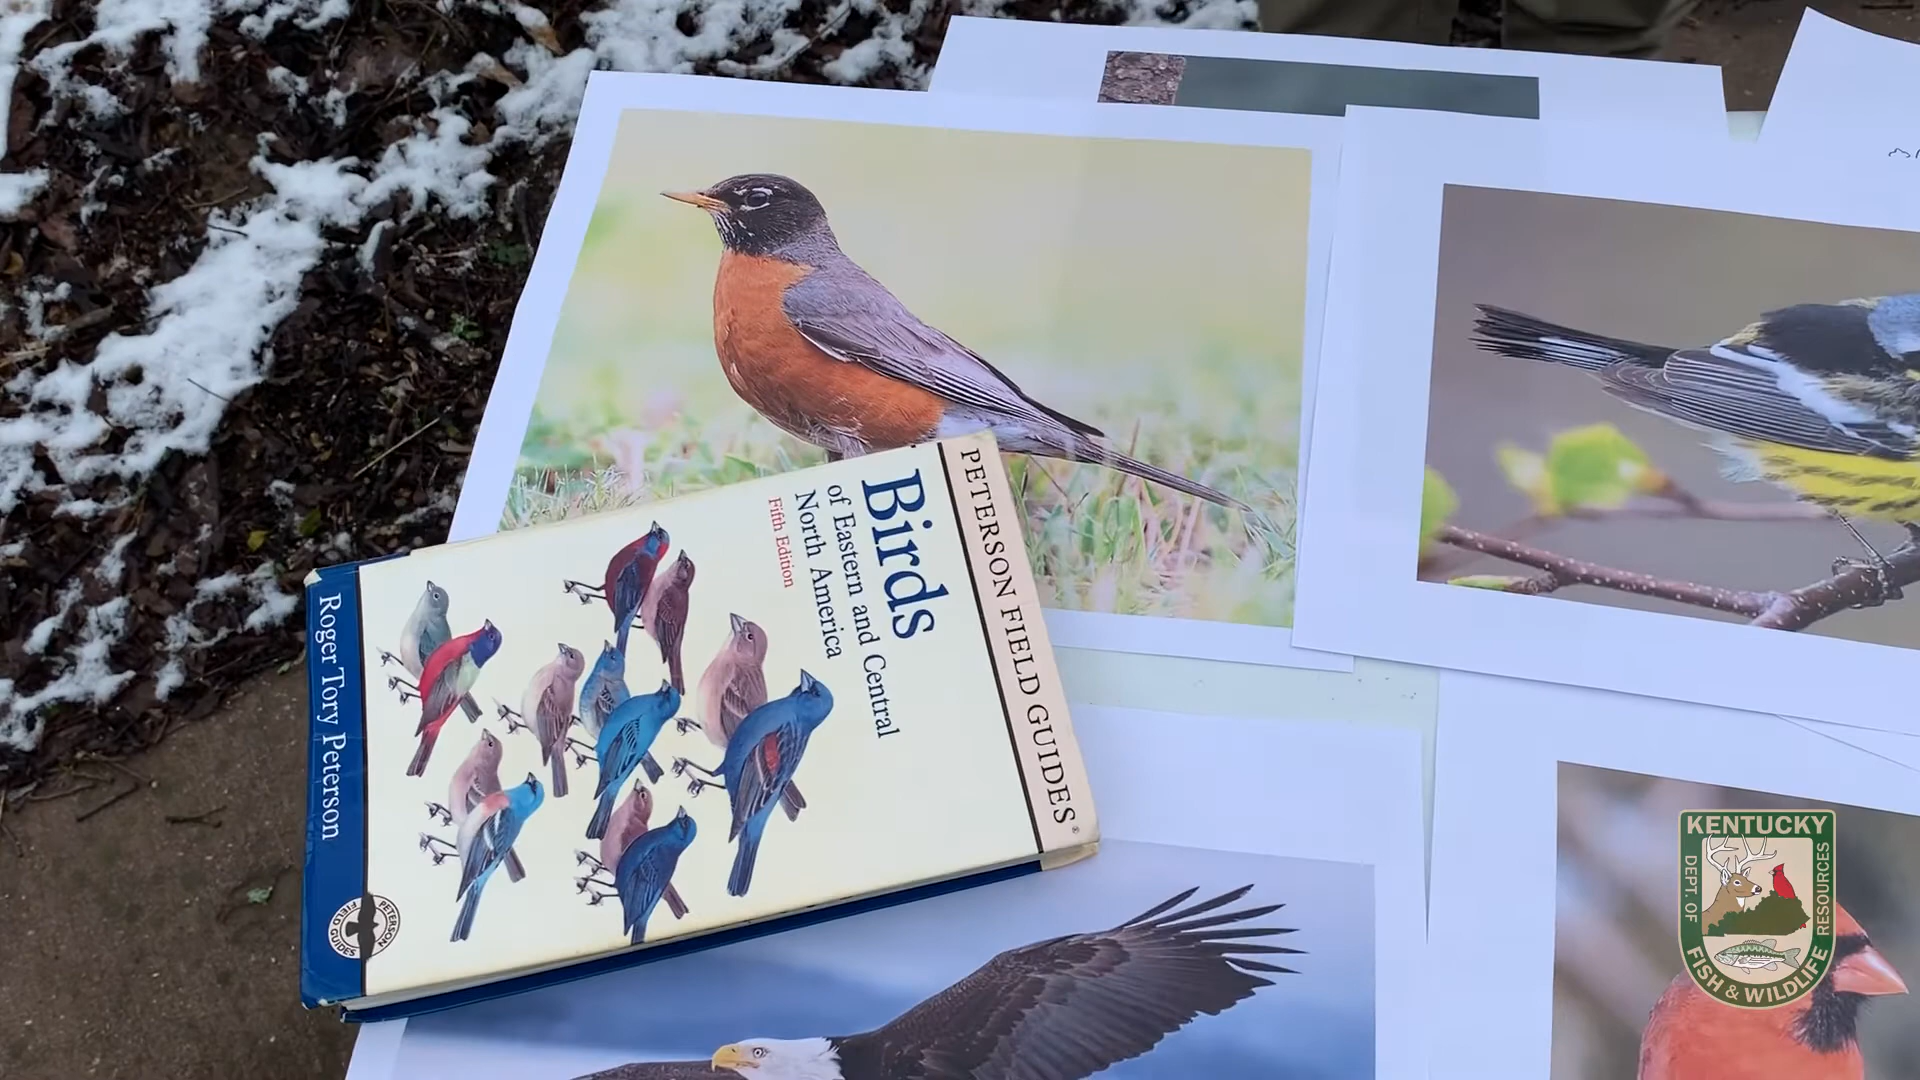 PETERSON FIELD GUIDES®
Birds
of Eastern and Central
North America
Fifth Edition
Roger Tory Peterson
PETERSON
FIELD GUIDES
KENTUCKY
DEPT. OF
FISH & WILDLIFE
RESOURCES